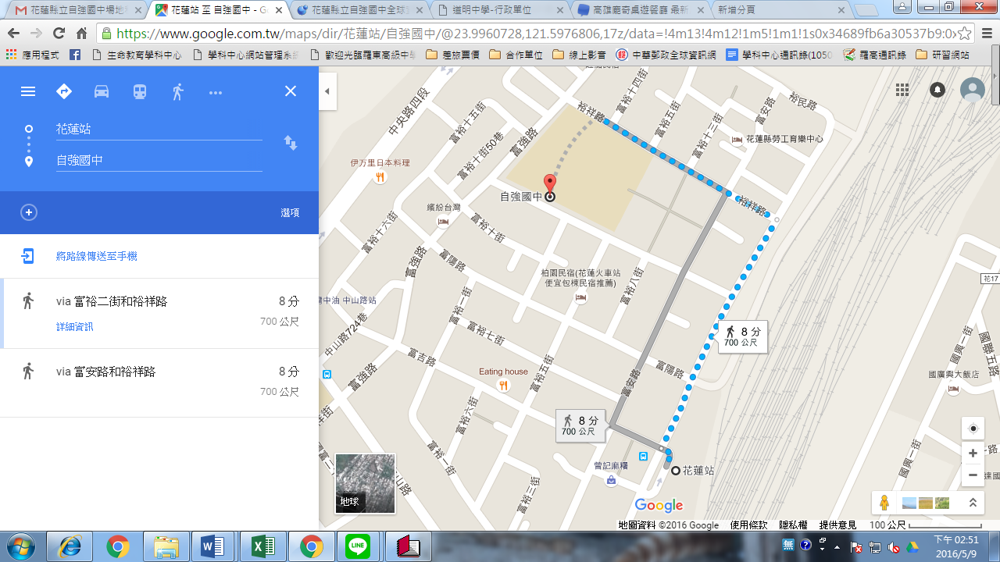 花蓮縣立自強國中場地
花蓮站 至 自強國中 - Go
花蓮縣立自強國中全球資
道明中學-行政單位
高雄龐奇桌遊餐廳 最新
新增分頁
https://www.google.com.tw/maps/dir/花蓮站/自強國中/@23.9960728,121.5976806,17z/data=!4m13!4m12!1m5!1m1!1s0x34689fb6a30537b9:0x
應用程式
生命教育學科中心
學科中心網站管理系統
歡迎光臨羅東高級中學
差旅票價
合作單位
線上影音
中華郵政全球資訊網
學科中心通訊錄(1050
羅高通訊錄
研習網站
花蓮站
自強國中
選項
將路線傳送至手機
via 富裕二街和裕祥路
8 分
700 公尺
詳細資訊
via 富安路和裕祥路
8 分
700 公尺
中央路四段
富裕十五街
富裕十街50巷
富強路
裕祥路
富裕十四街
富裕五街
富裕十二街
富安路
裕民路
花蓮縣勞工育樂中心
伊万里日本料理
自強國中
裕祥路
繽紛台灣
富裕十六街
富裕十街
富強路
富陽路
柏園民宿(花蓮火車站
便宜包棟民宿推薦)
富裕八街
花17
灣中油 中山路站
富裕一街
中山路724巷
富裕七街
8 分
700 公尺
國聯五路
國興一街
富吉路
富強路
Eating house
富裕五街
富陽路
富安路
國廣興大飯店
8 分
700 公尺
富裕六街
富裕一街
曾記麻糬
花蓮站
國興一街
富裕三街
地球
Google
地圖資料 ©2016 Google
使用條款
隱私權
提供意見
100 公尺
下午 02:51
2016/5/9